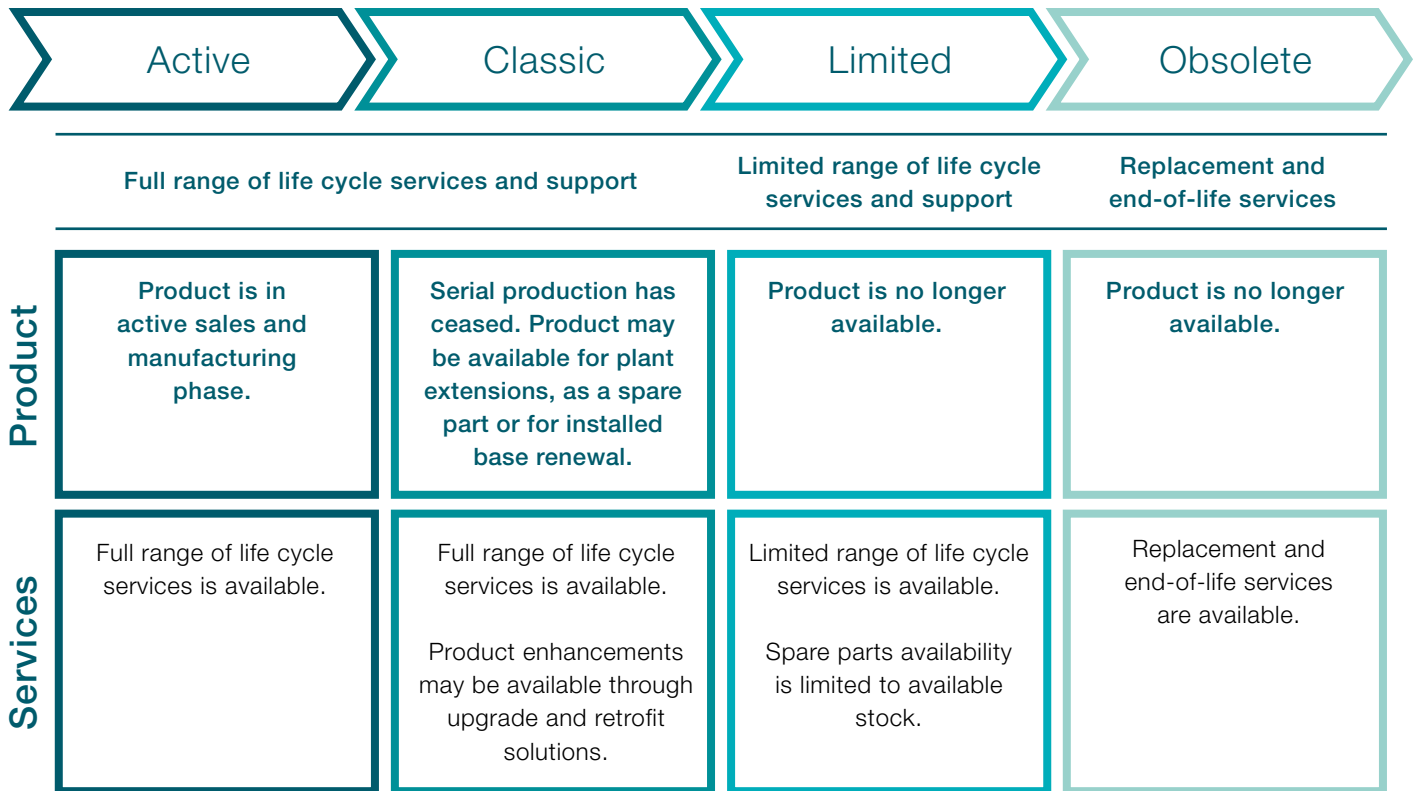 Active
Classic
Limited
Obsolete
Full range of life cycle services and support
Limited range of life cycle
services and support
Replacement and
end-of-life services
Product
Product is in
active sales and
manufacturing
phase.
Serial production has
ceased. Product may
be available for plant
extensions, as a spare
part or for installed
base renewal.
Product is no longer
available.
Product is no longer
available.
Services
Full range of life cycle
services is available.
Full range of life cycle
services is available.
Product enhancements
may be available through
upgrade and retrofit
solutions.
Limited range of life cycle
services is available.
Spare parts availability
is limited to available
stock.
Replacement and
end-of-life services
are available.